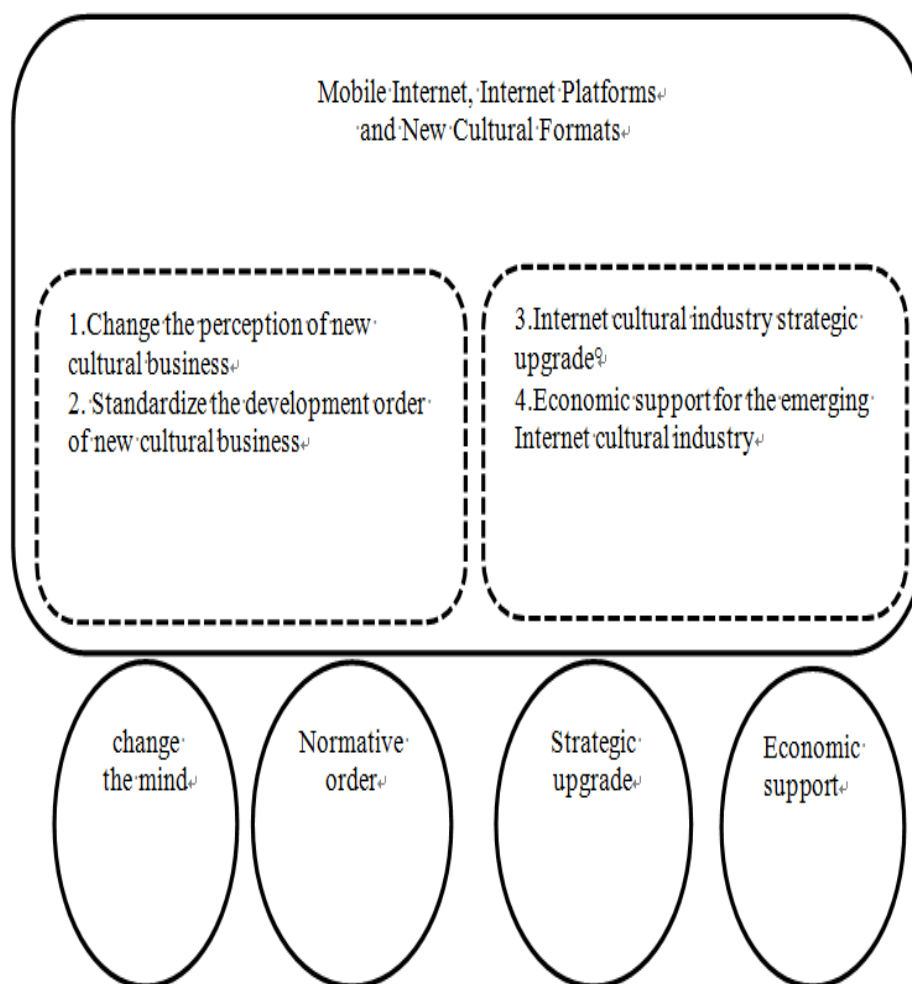 Mobile Internet, Internet Platforms
and New Cultural Formats
1.Change the perception of new
cultural business
2. Standardize the development order
of new cultural business
3.Internet cultural industry strategic
upgrade
4.Economic support for the emerging
Internet cultural industry
change
the mind
Normative
order
Strategic
upgrade
Economic
support